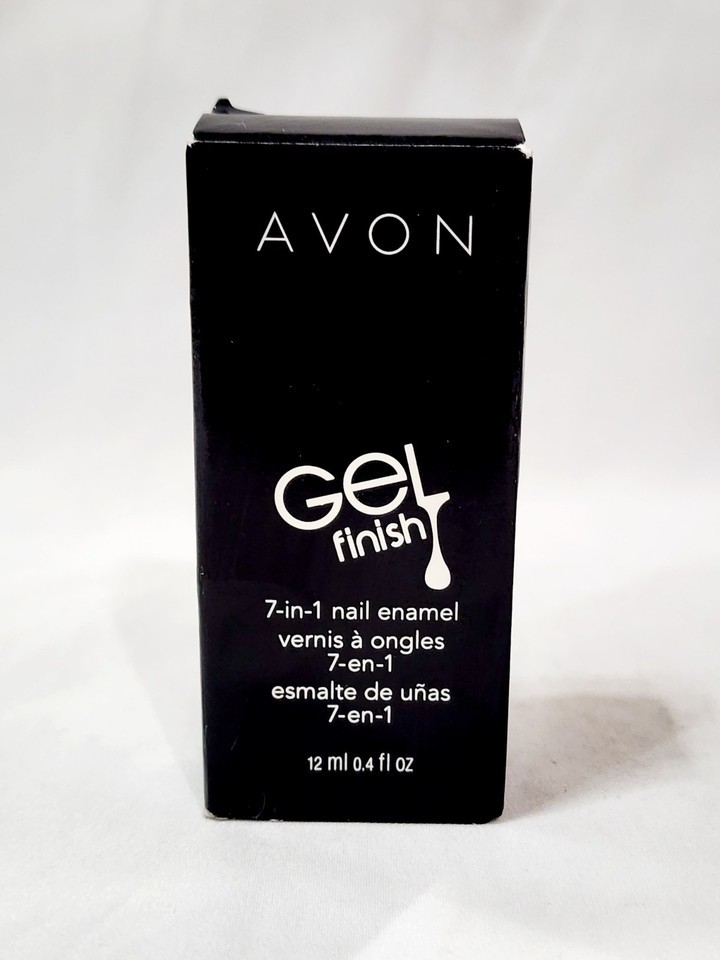 AVON
GEL
finish
7-in-1 nail enamel
vernis à ongles
7-en-1
esmalte de uñas
7-en-1
12 ml 0.4 fl oz